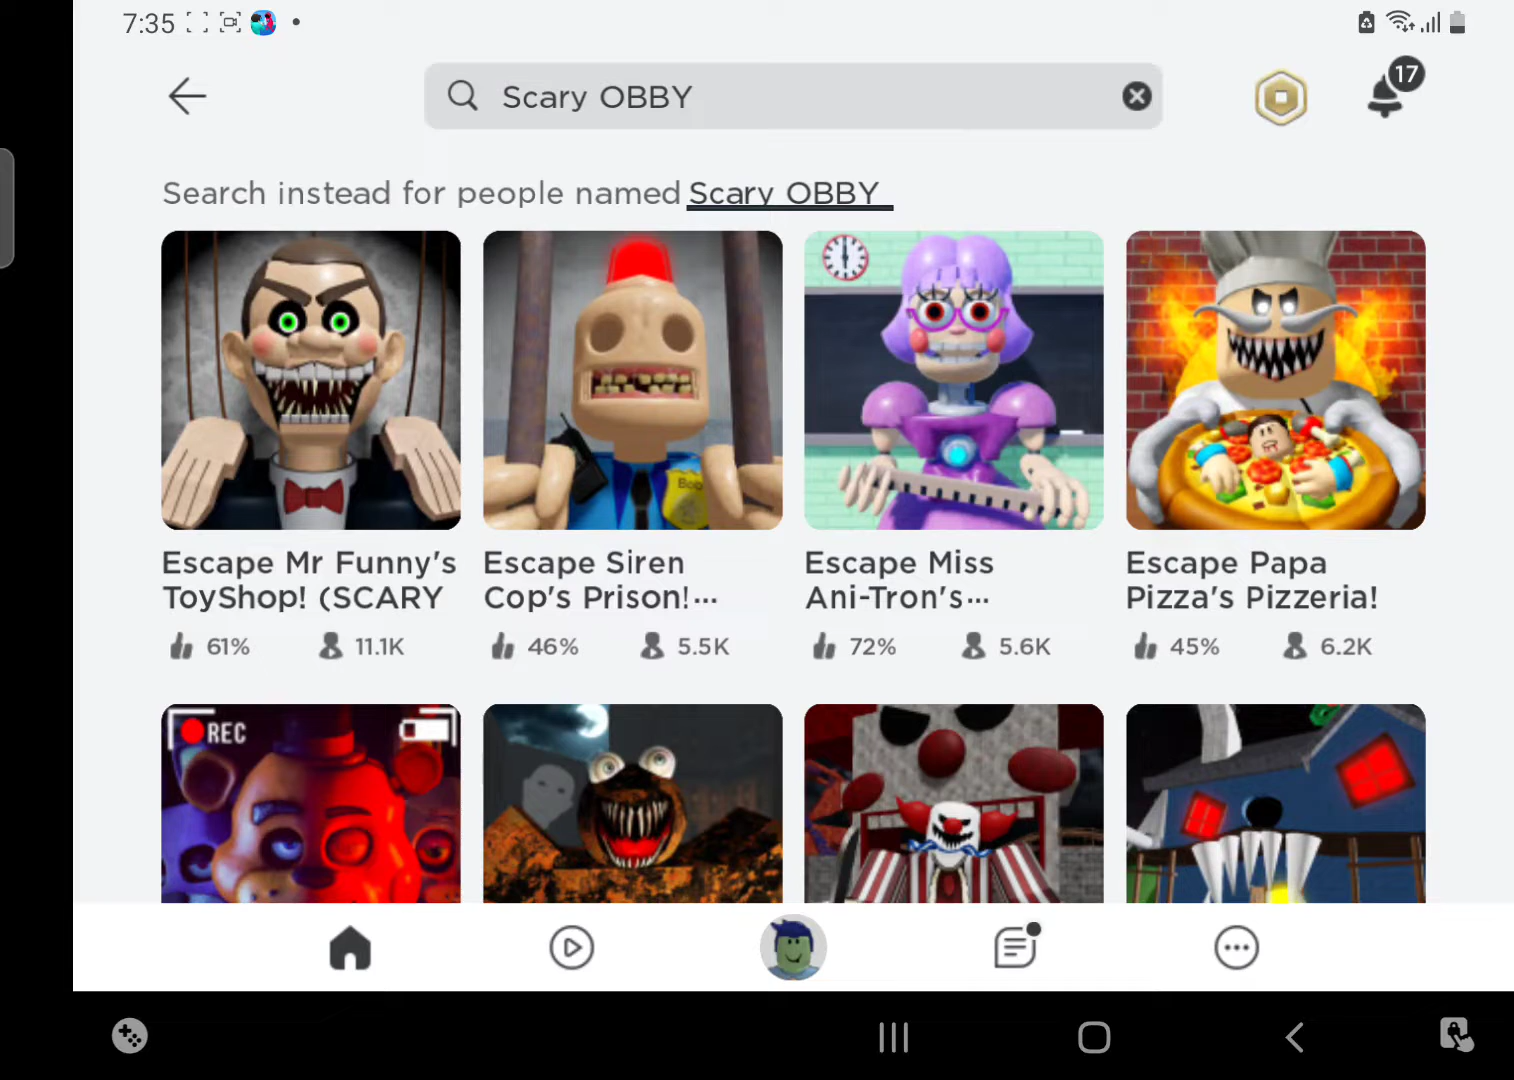 7:35
Scary OBBY
17
Search instead for people named Scary OBBY
Escape Mr Funny's
ToyShop! (SCARY
61% 11.1K
Boo
Escape Siren
Cop's Prison!...
46% 5.5K
Escape Miss
Ani-Tron's...
72% 5.6K
Escape Papa
Pizza's Pizzeria!
45% 6.2K
REC